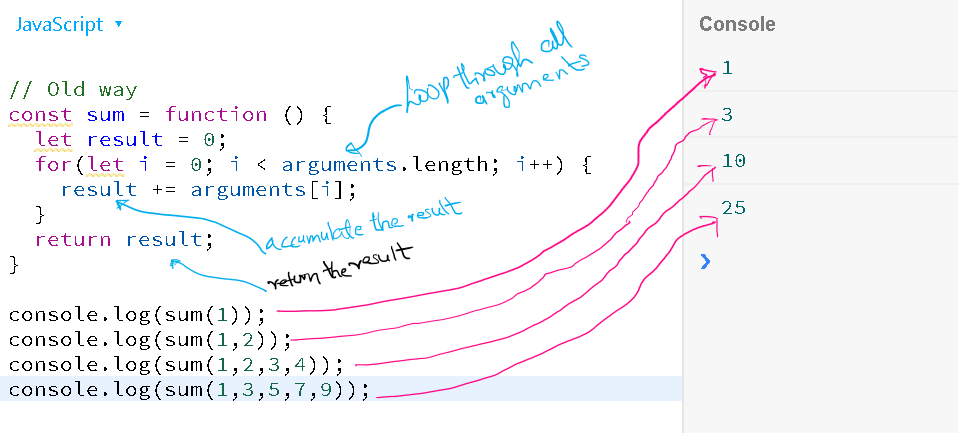 JavaScript
// Old way
const sum = function () {
let result = 0;
for(let i = 0; i < arguments.length; i++) {
result += arguments[i];
}
return result;
}
console.log(sum(1));
console.log(sum(1,2));
console.log(sum(1,2,3,4));
console.log(sum(1,3,5,7,9));
Loop through all
arguments
accumulate the result
return the result
Console
1
3
10
25